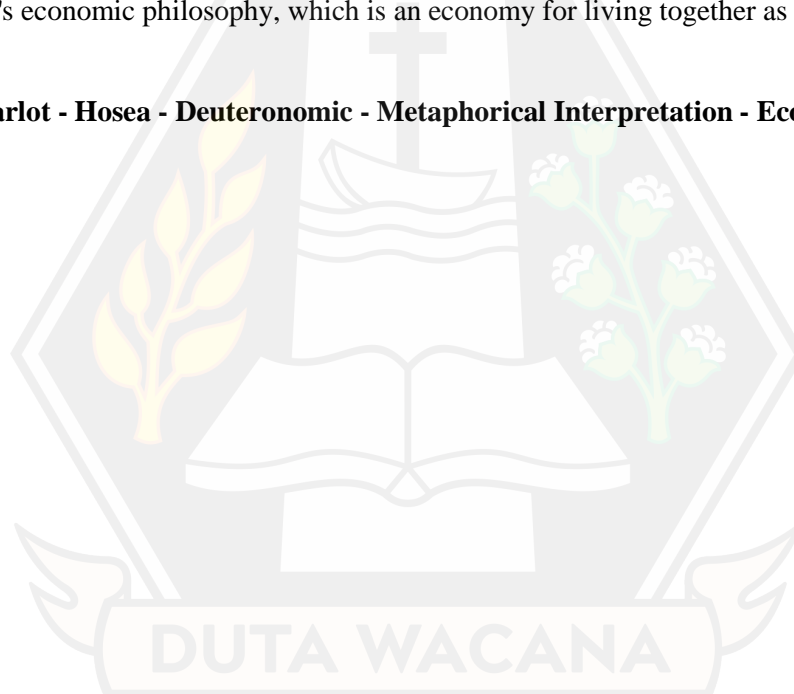 's economic philosophy, which is an economy for living together as
arlot - Hosea - Deuteronomic - Metaphorical Interpretation - Eco
DUTA WACANA